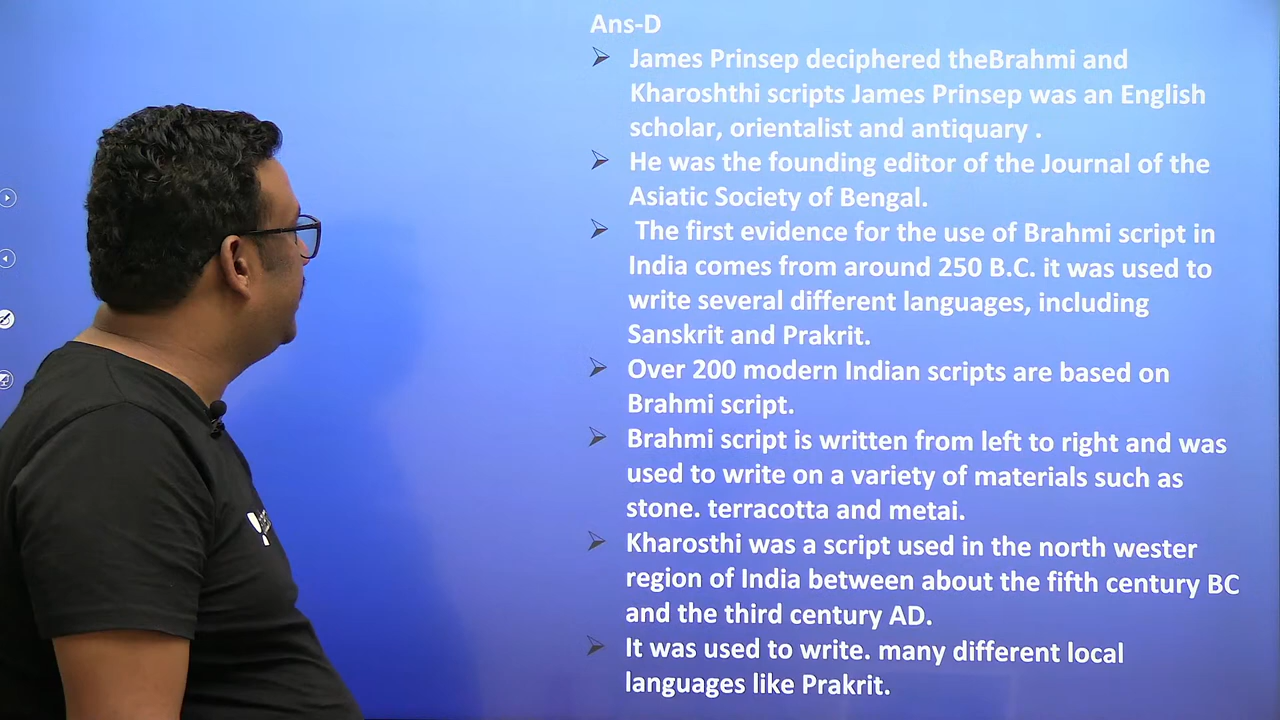 Ans-D
James Prinsep deciphered theBrahmi and
Kharoshthi scripts James Prinsep was an English
scholar, orientalist and antiquary .
He was the founding editor of the Journal of the
Asiatic Society of Bengal.
The first evidence for the use of Brahmi script in
India comes from around 250 B.C. it was used to
write several different languages, including
Sanskrit and Prakrit.
Over 200 modern Indian scripts are based on
Brahmi script.
Brahmi script is written from left to right and was
used to write on a variety of materials such as
stone. terracotta and metai.
Kharosthi was a script used in the north wester
region of India between about the fifth century BC
and the third century AD.
It was used to write. many different local
languages like Prakrit.